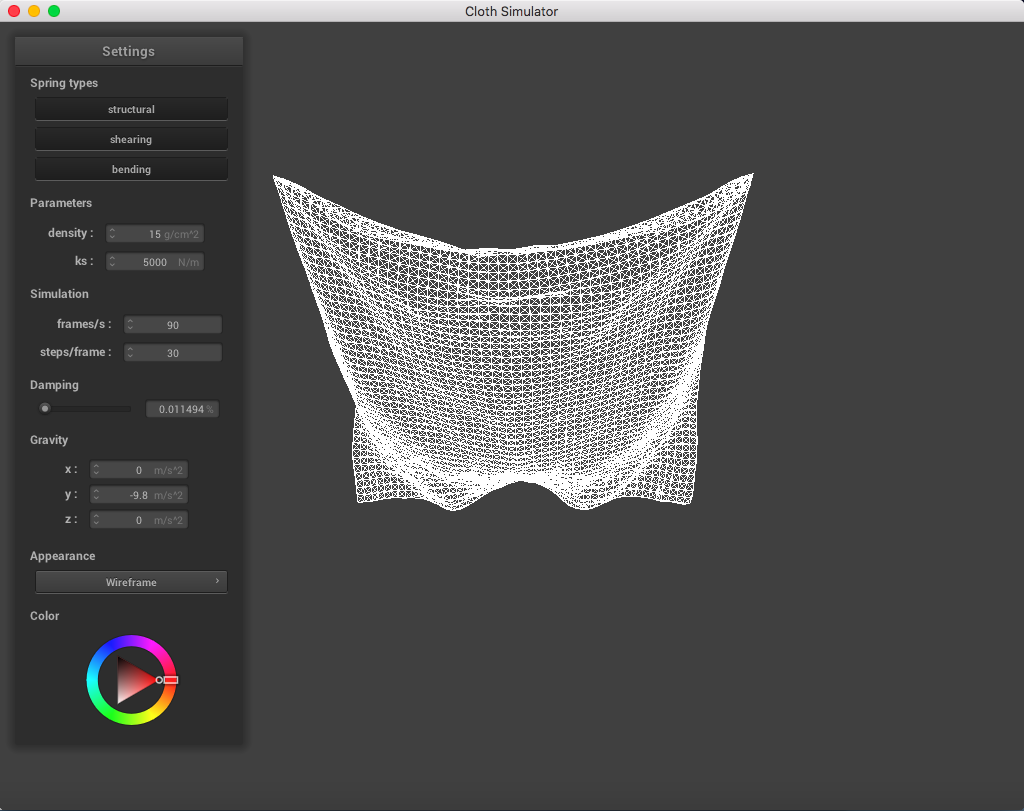 Cloth Simulator
Settings
Spring types
structural
shearing
bending
Parameters
density : 15 g/cm^2
ks : 5000 N/m
Simulation
frames/s : 90
steps/frame : 30
Damping
0.011494 %
Gravity
x : 0 m/s^2
y : -9.8 m/s^2
z : 0 m/s^2
Appearance
Wireframe
Color